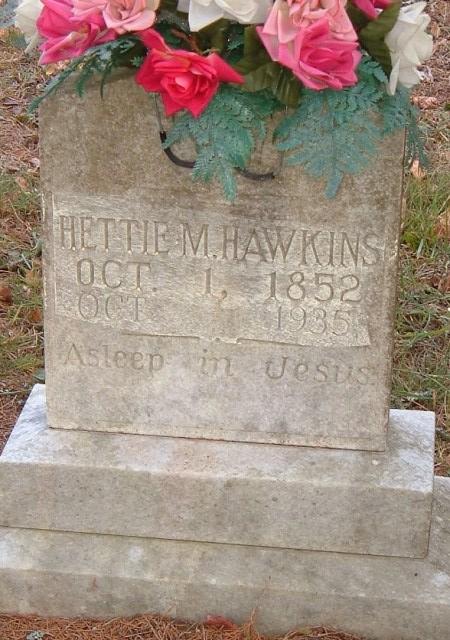 HETTIE M. HAWKINS
OCT. 1, 1852
OCT 1935
Asleep in Jesus